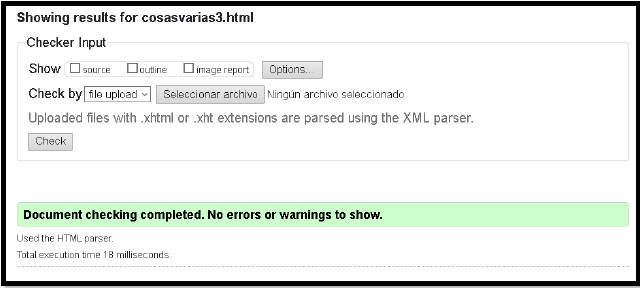 Showing results for cosasvarias3.html
Checker Input
Show source outline image report Options...
Check by file upload Seleccionar archivo Ningún archivo seleccionado
Uploaded files with .xhtml or .xht extensions are parsed using the XML parser.
Check
Document checking completed. No errors or warnings to show.
Used the HTML parser.
Total execution time 18 milliseconds.